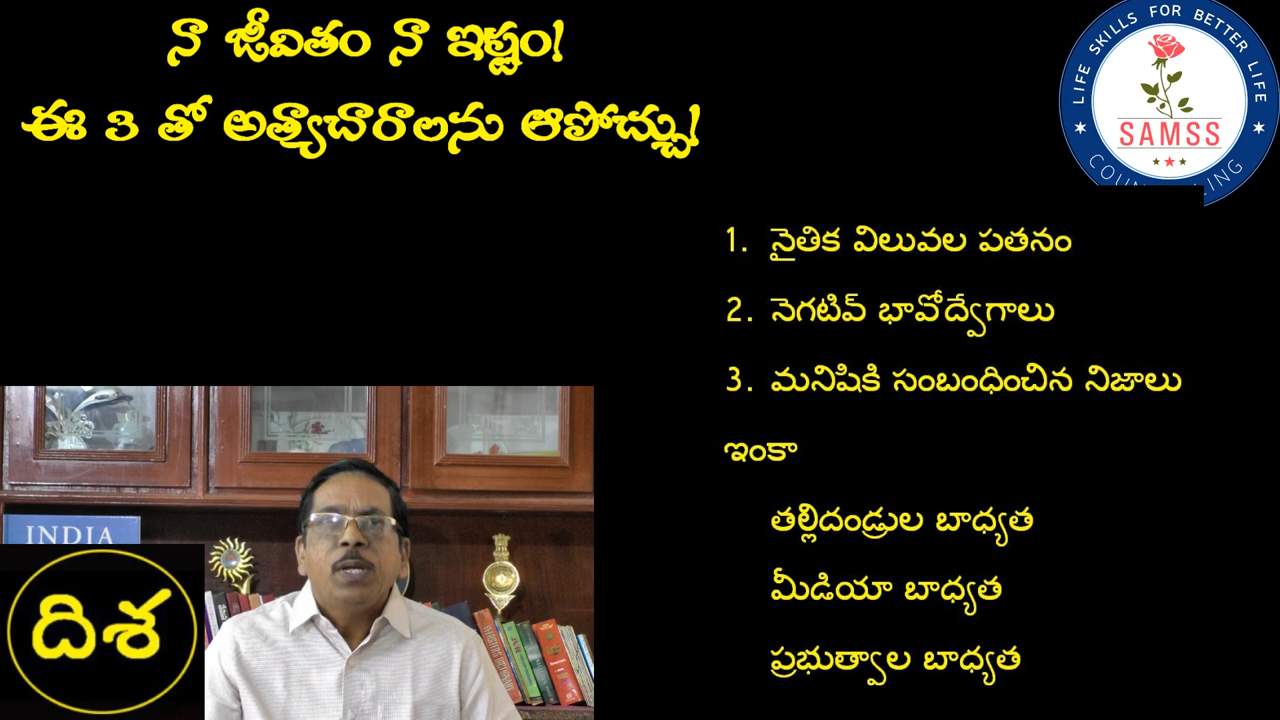 నా జీవితం నా ఇష్టం!
ఈ 3 తో అత్యాచారాలను ఆపోచ్చు!
LIFE SKILLS FOR BETTER LIFE
SAMSS
1. నైతిక విలువల పతనం
2. నెగటివ్ భావోద్వేగాలు
3. మనిషికి సంబంధించిన నిజాలు
ఇంకా
తల్లిదండ్రుల బాధ్యత
మీడియా బాధ్యత
ప్రభుత్వాల బాధ్యత
INDIA
దిశ